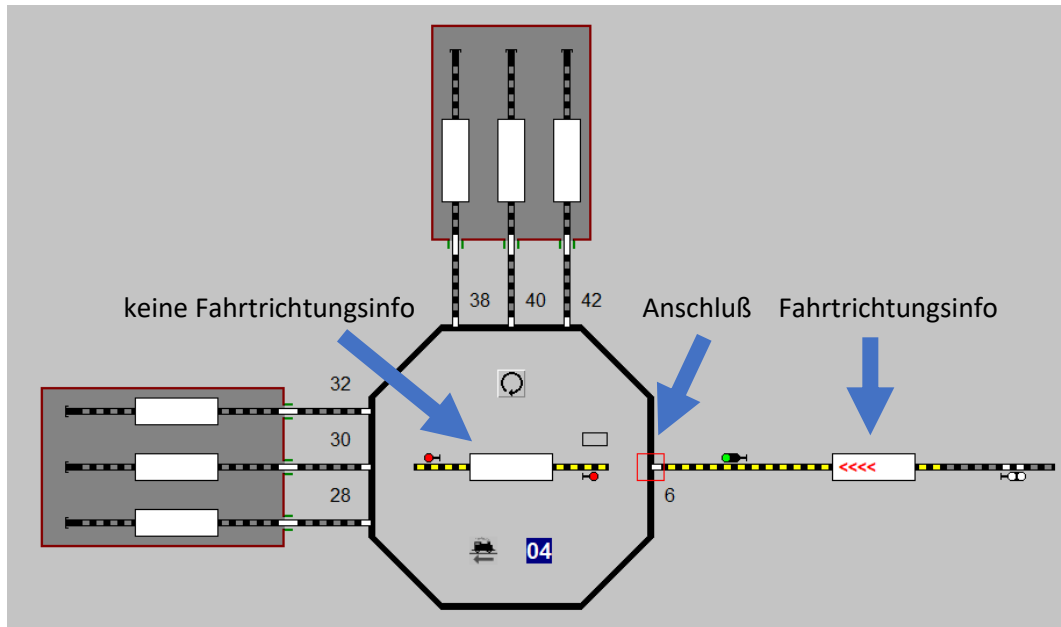 38 40 42
keine Fahrtrichtungsinfo Anschluß Fahrtrichtungsinfo
32
30
<<<<
28 6
04